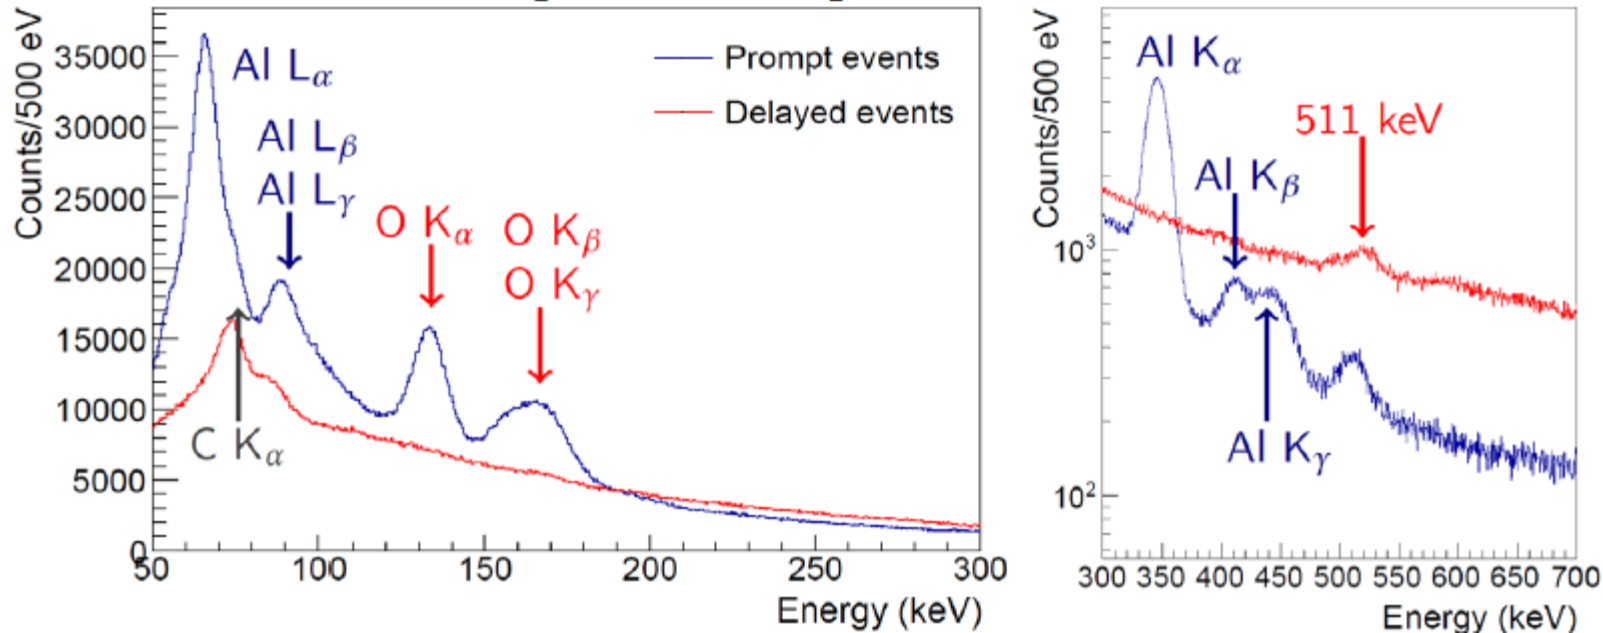 Counts/500 eV
35000
30000
25000
20000
15000
10000
5000
0
50 100 150 200 250 300
Energy (keV)
Al Lα
Al Lβ
Al Lγ
O Kα
O Kβ
O Kγ
C Kα
Prompt events
Delayed events
Counts/500 eV
10³
10²
300 350 400 450 500 550 600 650 700
Energy (keV)
Al Kα
511 keV
Al Kβ
Al Kγ